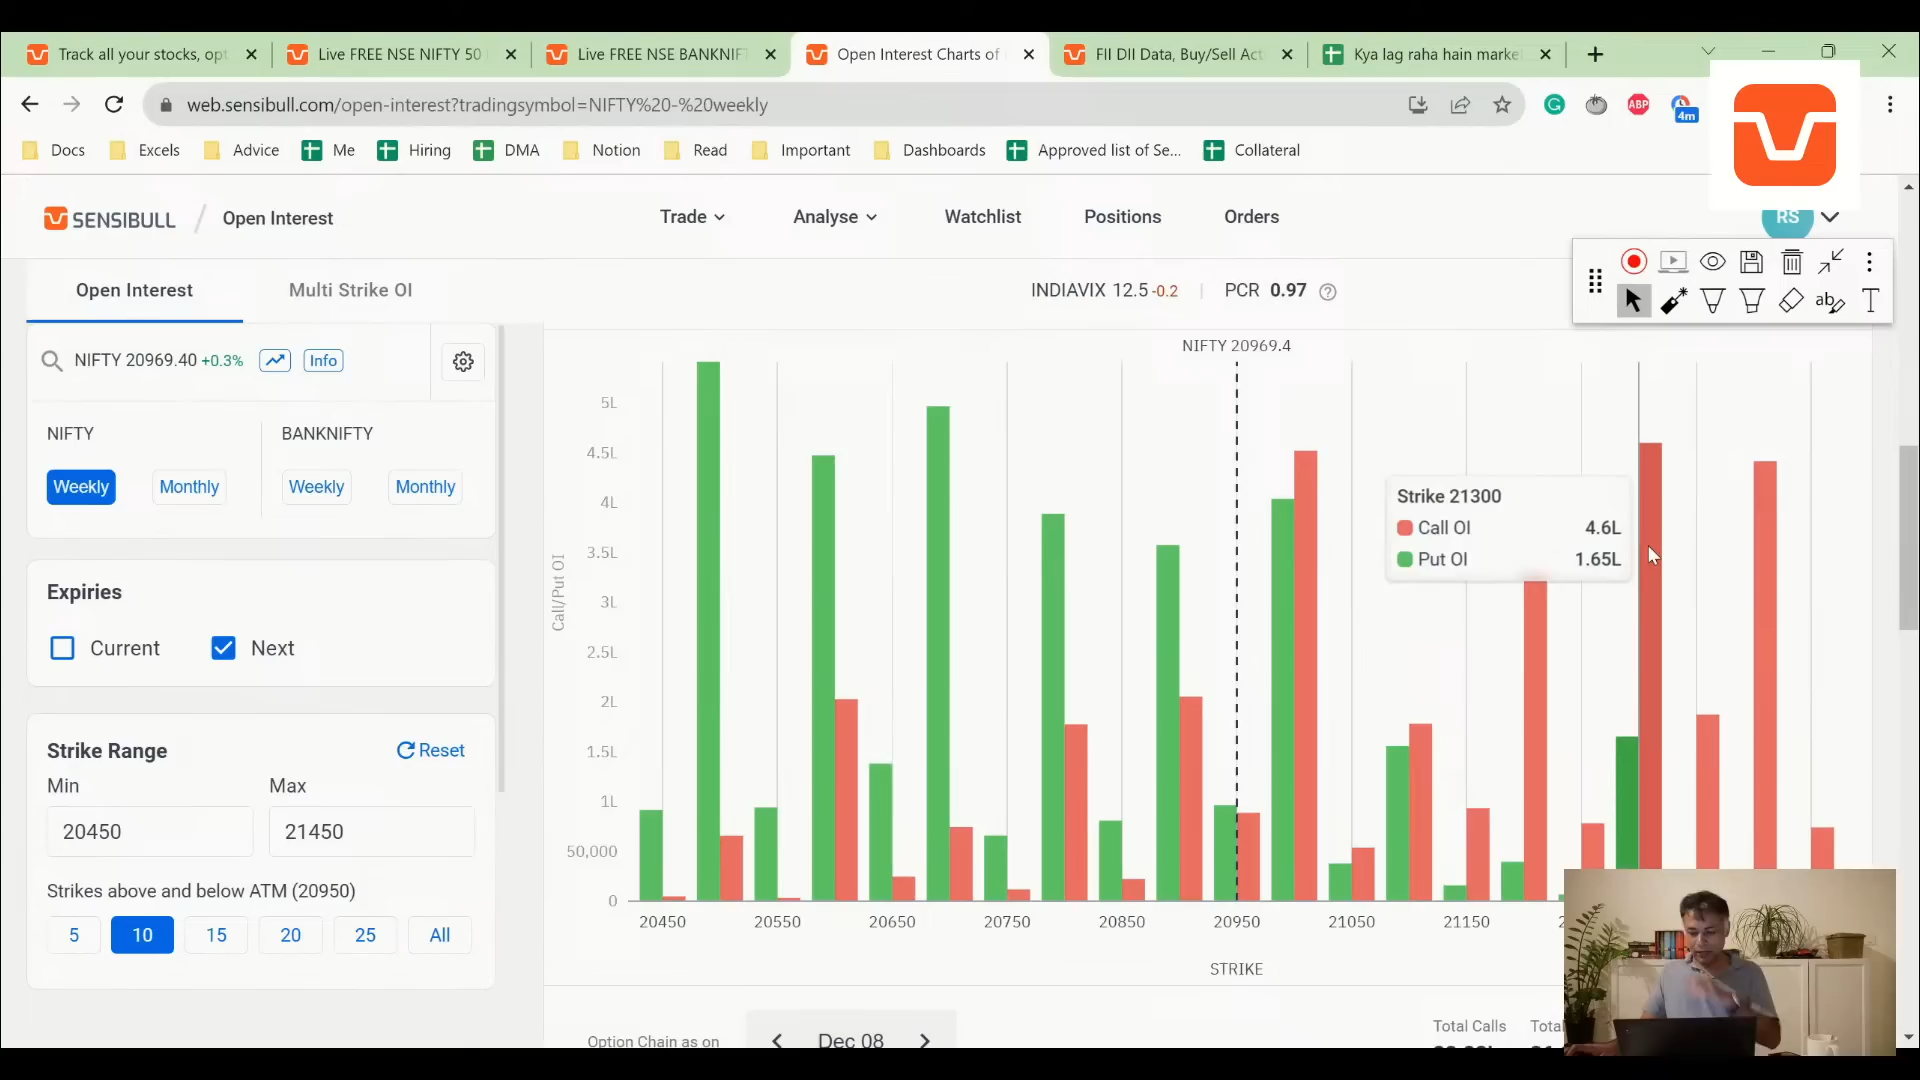 Track all your stocks, opt
Live FREE NSE NIFTY 50
Live FREE NSE BANKNIFT
Open Interest Charts of
FII DII Data, Buy/Sell Act
Kya lag raha hain marke
web.sensibull.com/open-interest?tradingsymbol=NIFTY%20-%20weekly
ABP
4m
Docs
Excels
Advice
Me
Hiring
DMA
Notion
Read
Important
Dashboards
Approved list of Se...
Collateral
SENSIBULL / Open Interest
Trade
Analyse
Watchlist
Positions
Orders
RS
Open Interest
Multi Strike OI
INDIAVIX 12.5 -0.2
PCR 0.97
NIFTY 20969.40 +0.3%
Info
NIFTY
BANKNIFTY
Weekly
Monthly
Weekly
Monthly
Expiries
Current
Next
Strike Range
Reset
Min
Max
20450
21450
Strikes above and below ATM (20950)
5 10 15 20 25 All
NIFTY 20969.4
5L
4.5L
4L
3.5L
3L
2.5L
2L
1.5L
1L
50,000
0
Call/Put OI
Strike 21300
Call OI 4.6L
Put OI 1.65L
20450 20550 20650 20750 20850 20950 21050 21150
STRIKE
Option Chain as on
Dec 08
Total Calls